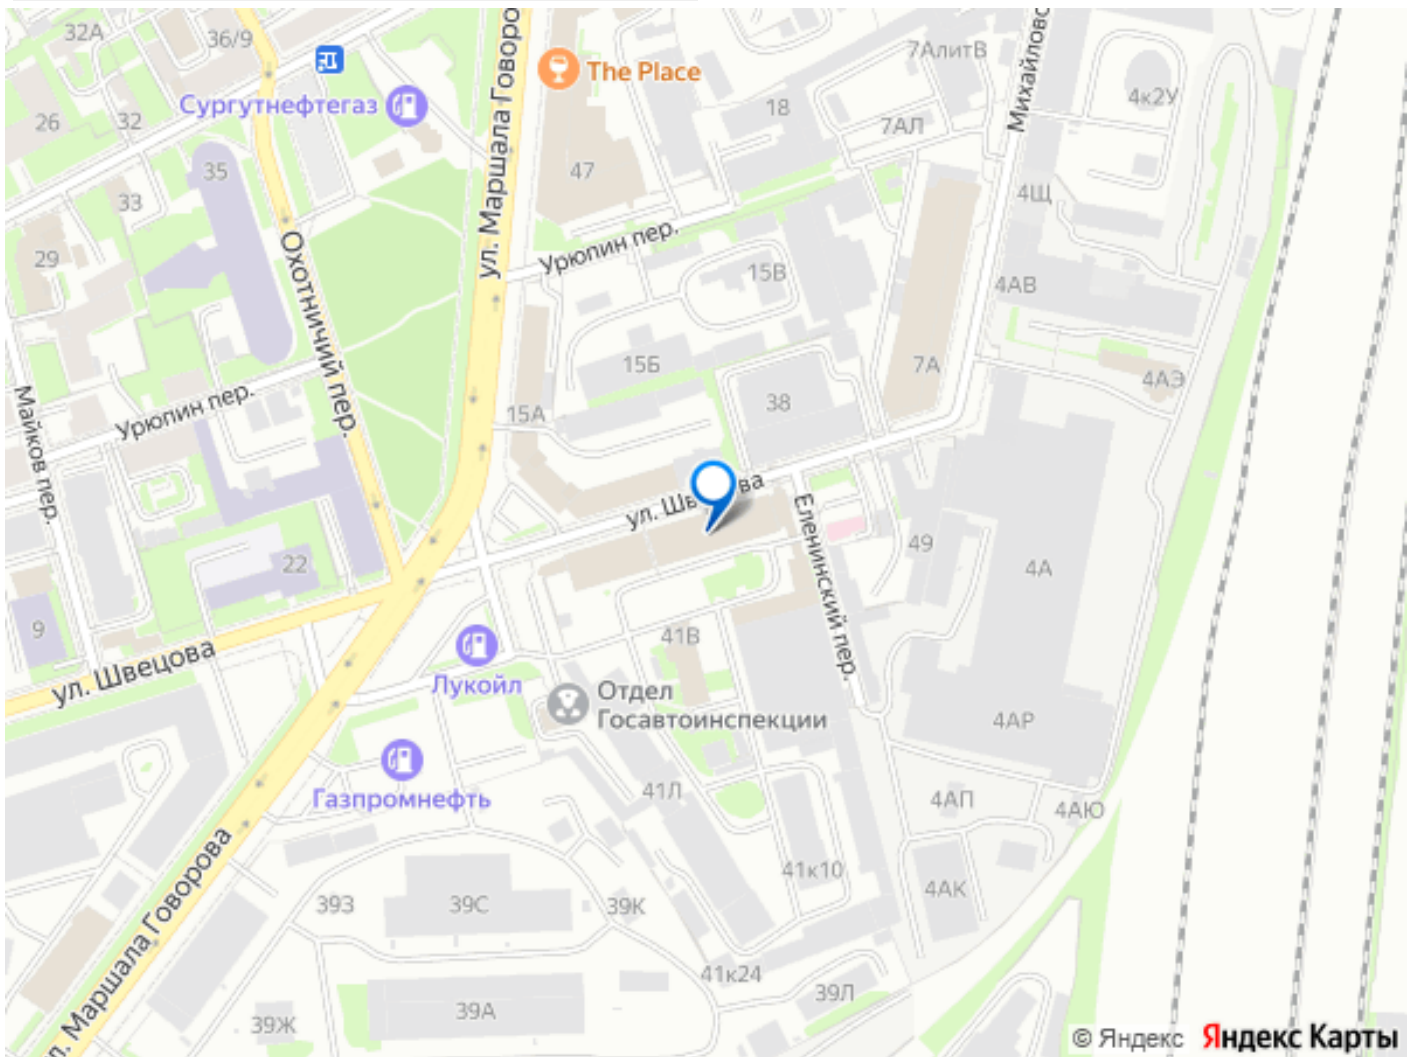 32А
36/9
ул. Маршала Говоро
The Place
7АлитВ
Михайловс
Сургутнефтегаз
26
32
18
7АЛ
4к2У
35
47
33
4Щ
29
Охотничий пер.
Урюпин пер.
15В
4АВ
15Б
7А
4АЭ
Майков пер.
Урюпин пер.
15А
38
ул. Шв
ва
Еленинский пер.
49
4А
22
9
ул. Швецова
41В
Лукойл
Отдел
Госавтоинспекции
4АР
Газпромнефть
41Л
4АП
4АЮ
ул. Маршала Говорова
41к10
4АК
39З
39С
39К
41к24
39Л
39А
39Ж
© Яндекс Яндекс Карты